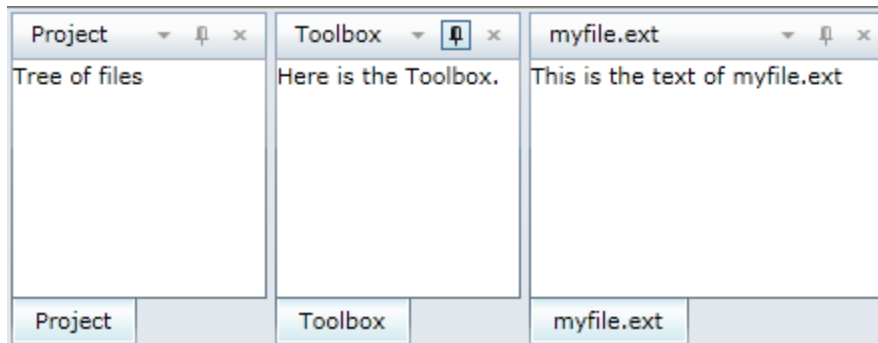 Project
Toolbox
myfile.ext
Tree of files
Here is the Toolbox.
This is the text of myfile.ext
Project
Toolbox
myfile.ext